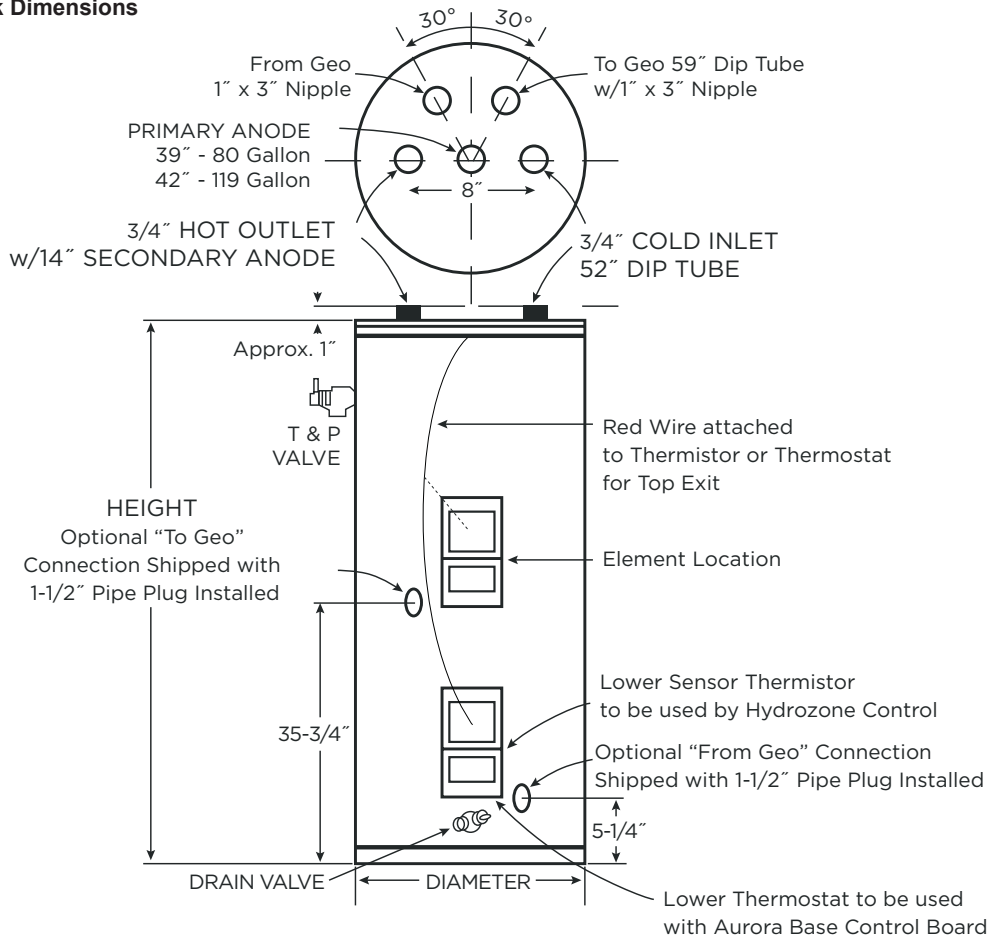 Dimensions
30° 30°
From Geo
1˝ x 3˝ Nipple
To Geo 59˝ Dip Tube
w/1˝ x 3˝ Nipple
PRIMARY ANODE
39˝ - 80 Gallon
42˝ - 119 Gallon
8˝
3/4˝ HOT OUTLET
w/14˝ SECONDARY ANODE
3/4˝ COLD INLET
52˝ DIP TUBE
Approx. 1˝
T & P
VALVE
Red Wire attached
to Thermistor or Thermostat
for Top Exit
HEIGHT
Optional “To Geo”
Connection Shipped with
1-1/2˝ Pipe Plug Installed
Element Location
Lower Sensor Thermistor
to be used by Hydrozone Control
35-3/4˝
Optional “From Geo” Connection
Shipped with 1-1/2˝ Pipe Plug Installed
5-1/4˝
DRAIN VALVE
DIAMETER
Lower Thermostat to be used
with Aurora Base Control Board